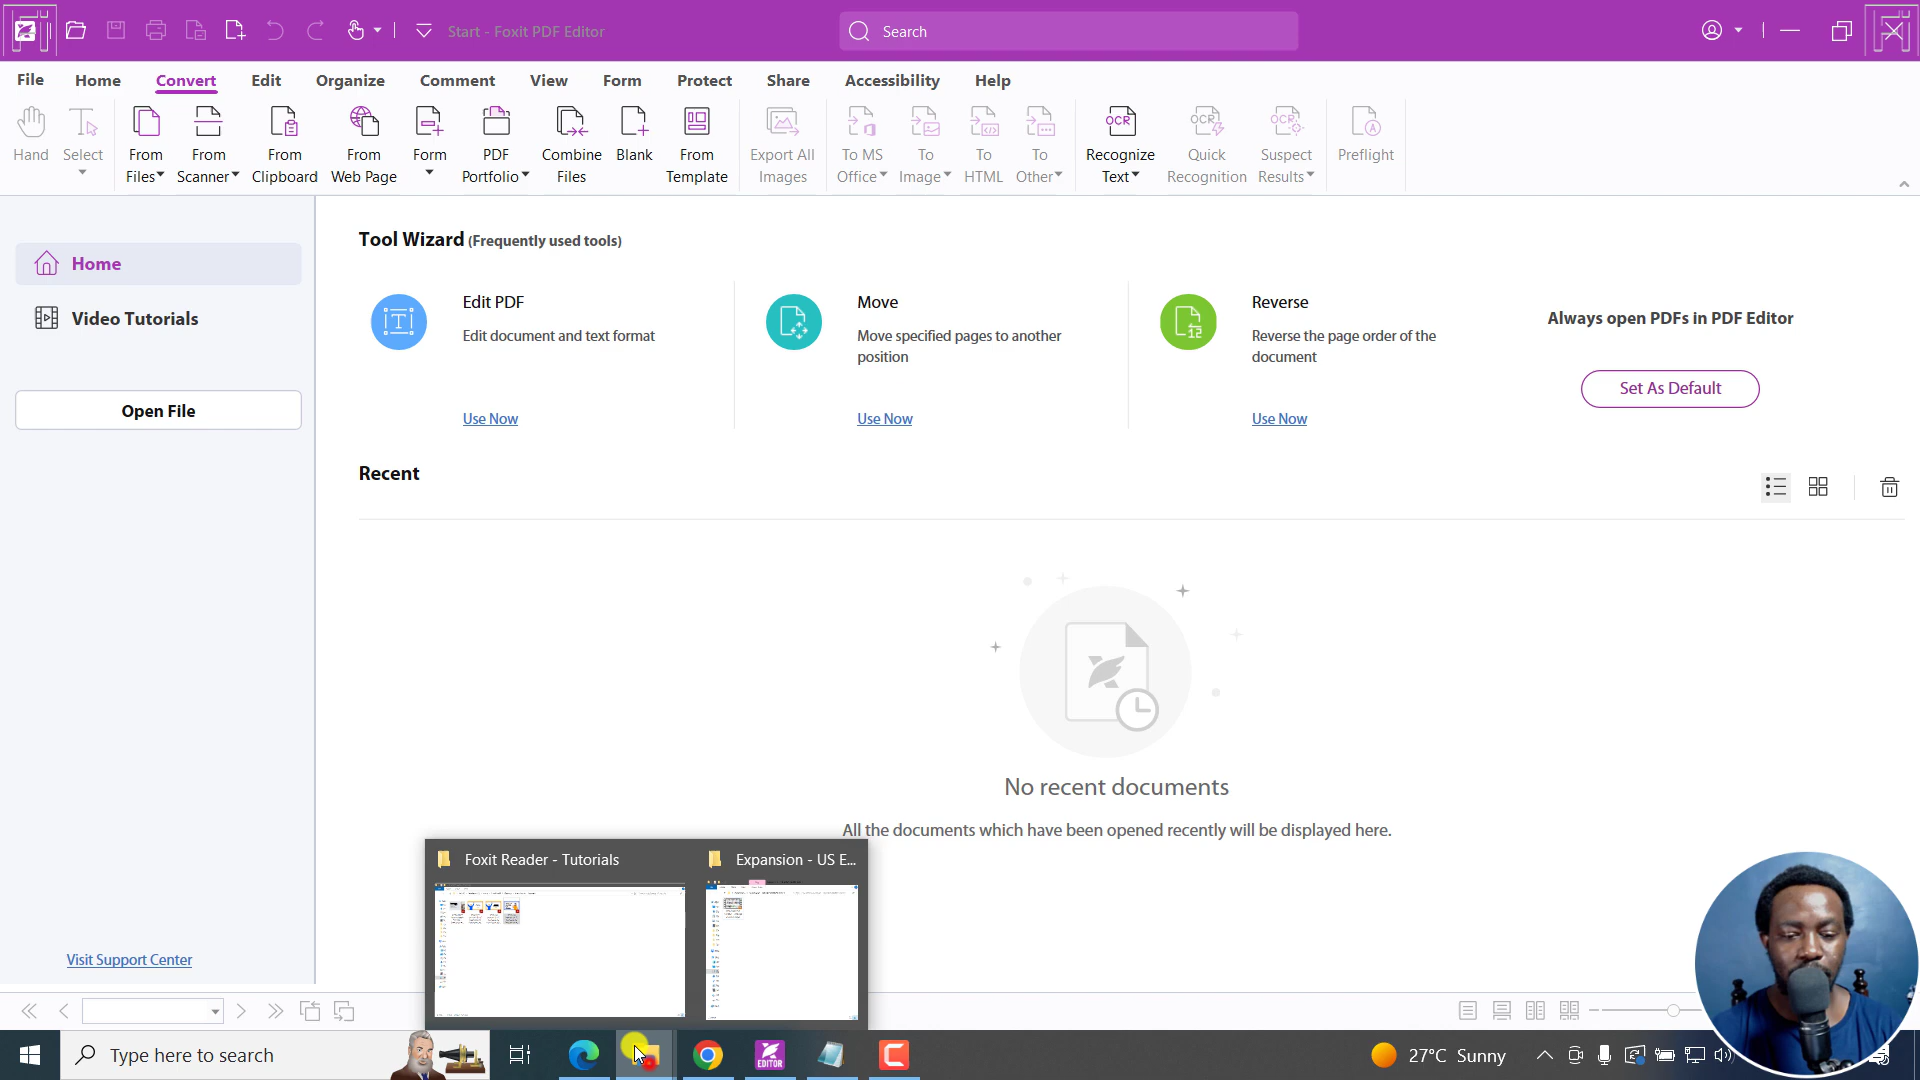 Start - Foxit PDF Editor
Search
File Home Convert Edit Organize Comment View Form Protect Share Accessibility Help
Hand
Select
From Files
From Scanner
From Clipboard
From Web Page
Form
PDF Portfolio
Combine Files
Blank
From Template
Export All Images
To MS Office
To Image
To HTML
To Other
OCR
Recognize Text
OCR
Quick Recognition
OCR
Suspect Results
Preflight
Home
Video Tutorials
Open File
Visit Support Center
Tool Wizard (Frequently used tools)
Edit PDF
Edit document and text format
Use Now
Move
Move specified pages to another
position
Use Now
12
Reverse
Reverse the page order of the
document
Use Now
Always open PDFs in PDF Editor
Set As Default
Recent
No recent documents
All the documents which have been opened recently will be displayed here.
Foxit Reader - Tutorials
Expansion - US E...
Type here to search
EDITOR
27°C Sunny